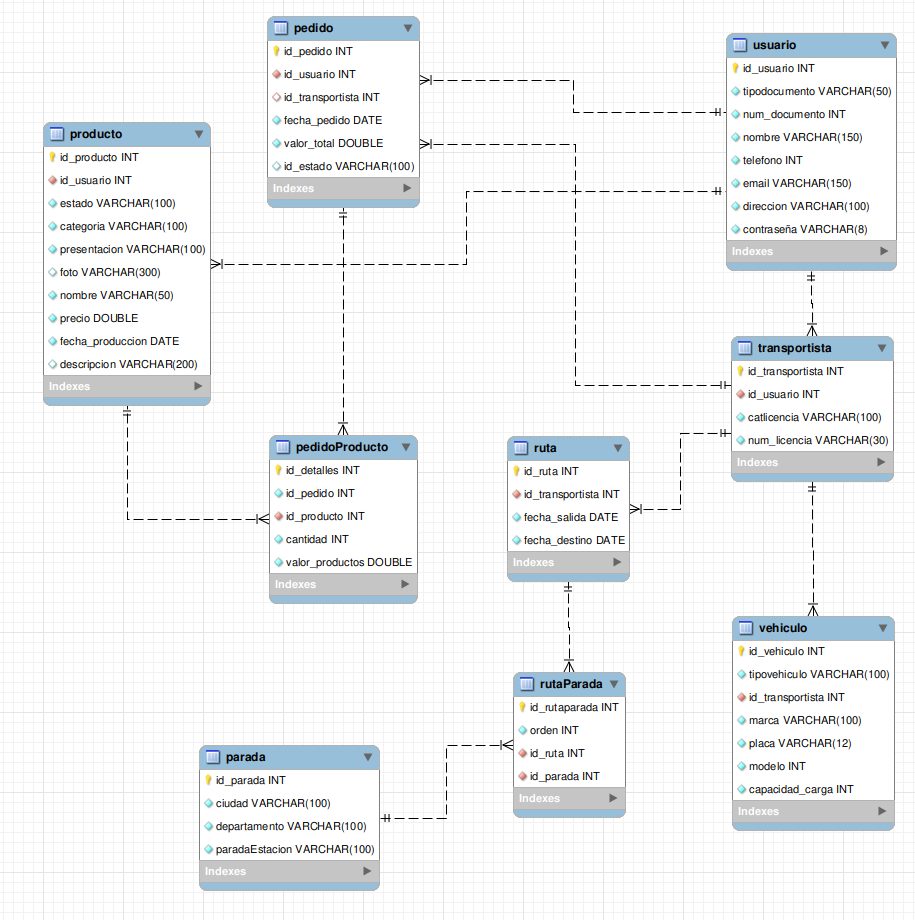 pedido
id_pedido INT
id_usuario INT
id_transportista INT
fecha_pedido DATE
valor_total DOUBLE
id_estado VARCHAR(100)
Indexes
usuario
id_usuario INT
tipodocumento VARCHAR(50)
num_documento INT
nombre VARCHAR(150)
telefono INT
email VARCHAR(150)
direccion VARCHAR(100)
contraseña VARCHAR(8)
Indexes
producto
id_producto INT
id_usuario INT
estado VARCHAR(100)
categoria VARCHAR(100)
presentacion VARCHAR(100)
foto VARCHAR(300)
nombre VARCHAR(50)
precio DOUBLE
fecha_produccion DATE
descripcion VARCHAR(200)
Indexes
transportista
id_transportista INT
id_usuario INT
catlicencia VARCHAR(100)
num_licencia VARCHAR(30)
Indexes
pedidoProducto
id_detalles INT
id_pedido INT
id_producto INT
cantidad INT
valor_productos DOUBLE
Indexes
ruta
id_ruta INT
id_transportista INT
fecha_salida DATE
fecha_destino DATE
Indexes
vehiculo
id_vehiculo INT
tipovehiculo VARCHAR(100)
id_transportista INT
marca VARCHAR(100)
placa VARCHAR(12)
modelo INT
capacidad_carga INT
Indexes
rutaParada
id_rutaparada INT
orden INT
id_ruta INT
id_parada INT
Indexes
parada
id_parada INT
ciudad VARCHAR(100)
departamento VARCHAR(100)
paradaEstacion VARCHAR(100)
Indexes